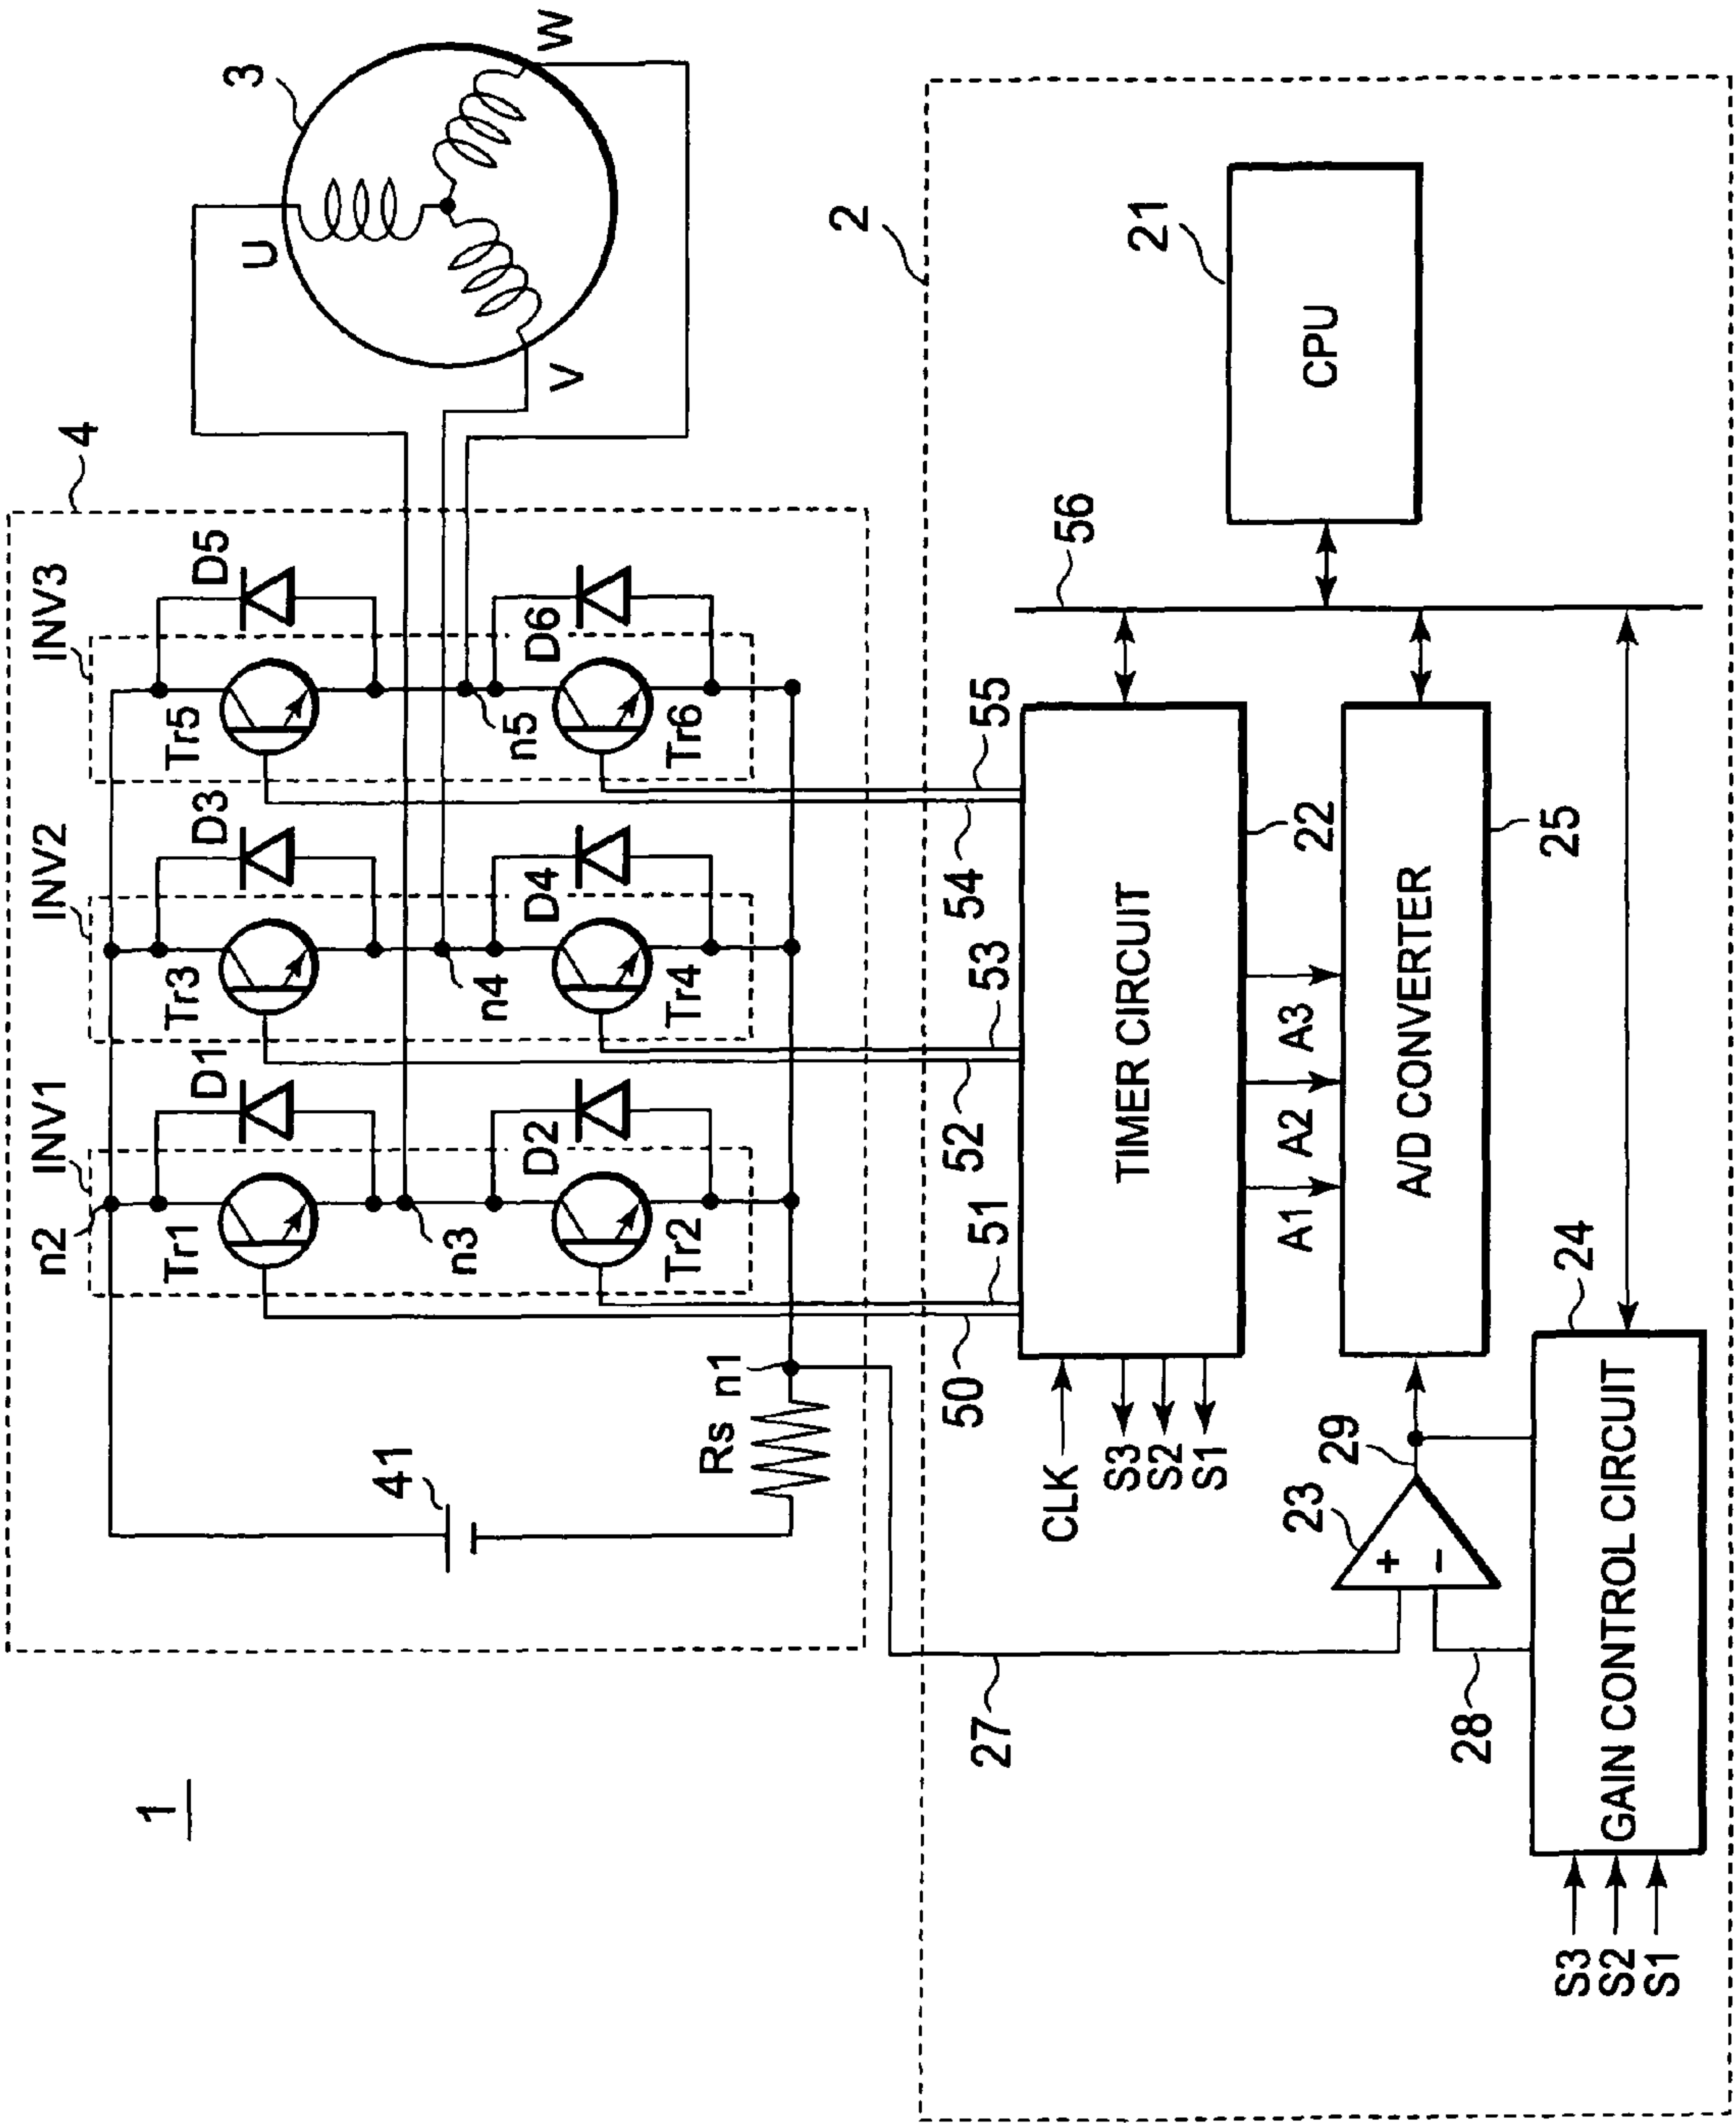 1
4
INV1
INV2
INV3
n2
D1
D3
D5
Tr1
Tr3
Tr5
41
n3
n4
n5
D2
D4
D6
Tr2
Tr4
Tr6
Rs
n1
3
U
V
W
2
27
50
51
52
53
54
55
56
CLK
S3
S2
S1
TIMER CIRCUIT
22
21
CPU
A1
A2
A3
23
+
−
29
A/D CONVERTER
25
28
24
S3
S2
S1
GAIN CONTROL CIRCUIT